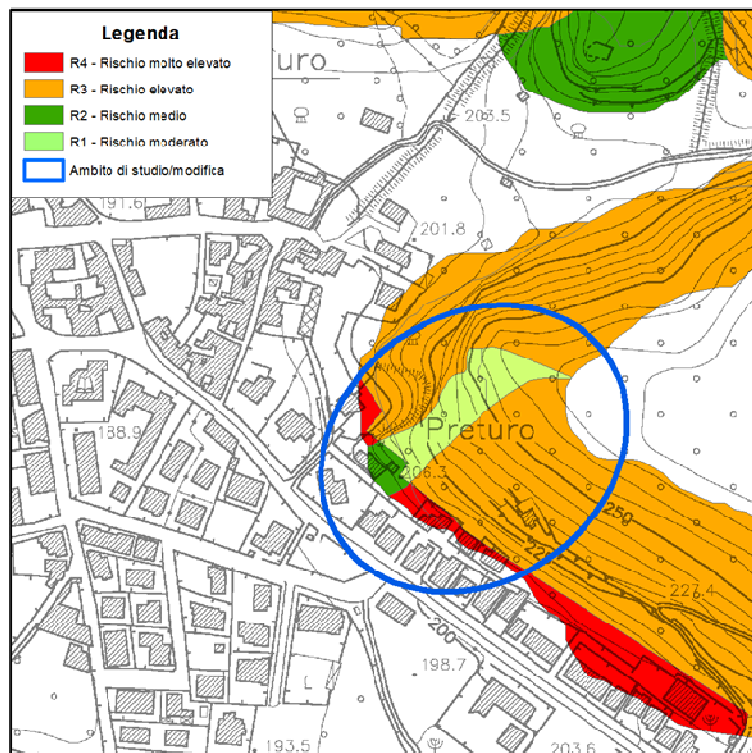 Legenda
R4 - Rischio molto elevato
R3 - Rischio elevato
R2 - Rischio medio
R1 - Rischio moderato
Ambito di studio/modifica
uro
203.5
191.6
201.8
Preturo
188.9
206.3
250
220
227.4
200
198.7
193.5
203.6